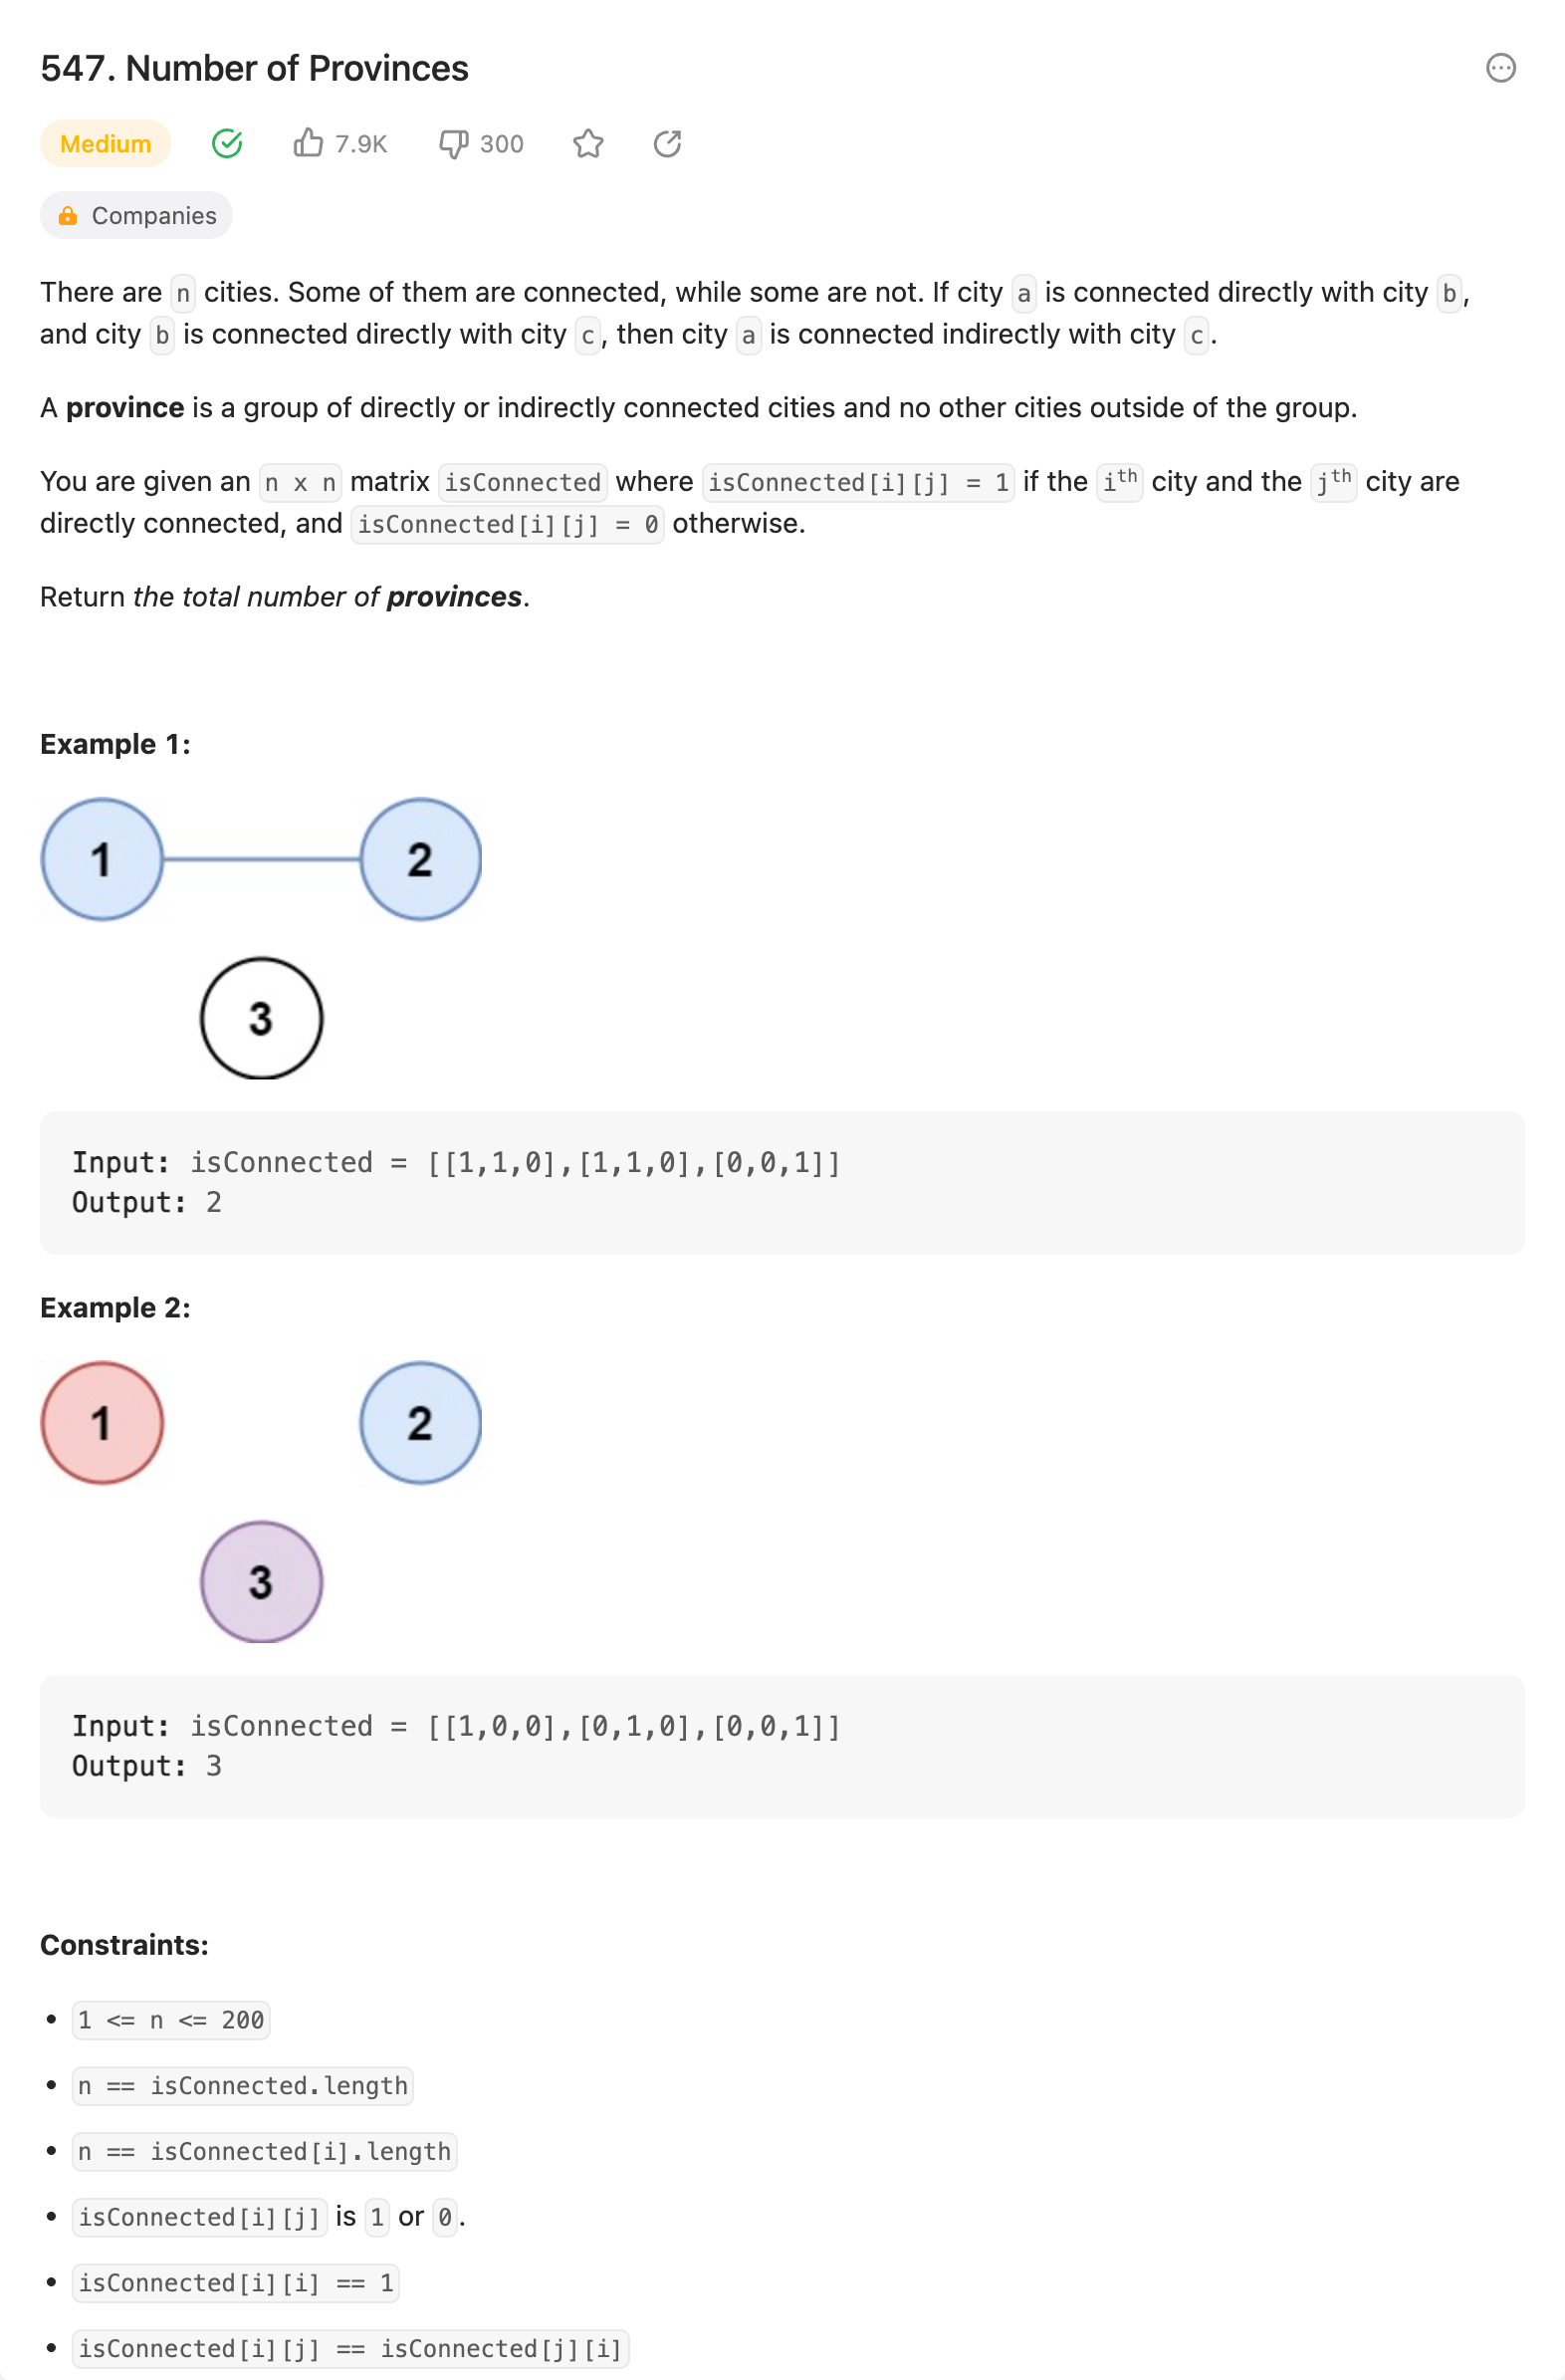 547. Number of Provinces
Medium
7.9K
300
Companies
There are n cities. Some of them are connected, while some are not. If city a is connected directly with city b,
and city b is connected directly with city c, then city a is connected indirectly with city c.
A province is a group of directly or indirectly connected cities and no other cities outside of the group.
You are given an n x n matrix isConnected where isConnected[i][j] = 1 if the ith city and the jth city are
directly connected, and isConnected[i][j] = 0 otherwise.
Return the total number of provinces.
Example 1:
1
2
3
Input: isConnected = [[1,1,0],[1,1,0],[0,0,1]]
Output: 2
Example 2:
1
2
3
Input: isConnected = [[1,0,0],[0,1,0],[0,0,1]]
Output: 3
Constraints:
• 1 <= n <= 200
• n == isConnected.length
• n == isConnected[i].length
• isConnected[i][j] is 1 or 0.
• isConnected[i][i] == 1
• isConnected[i][j] == isConnected[j][i]